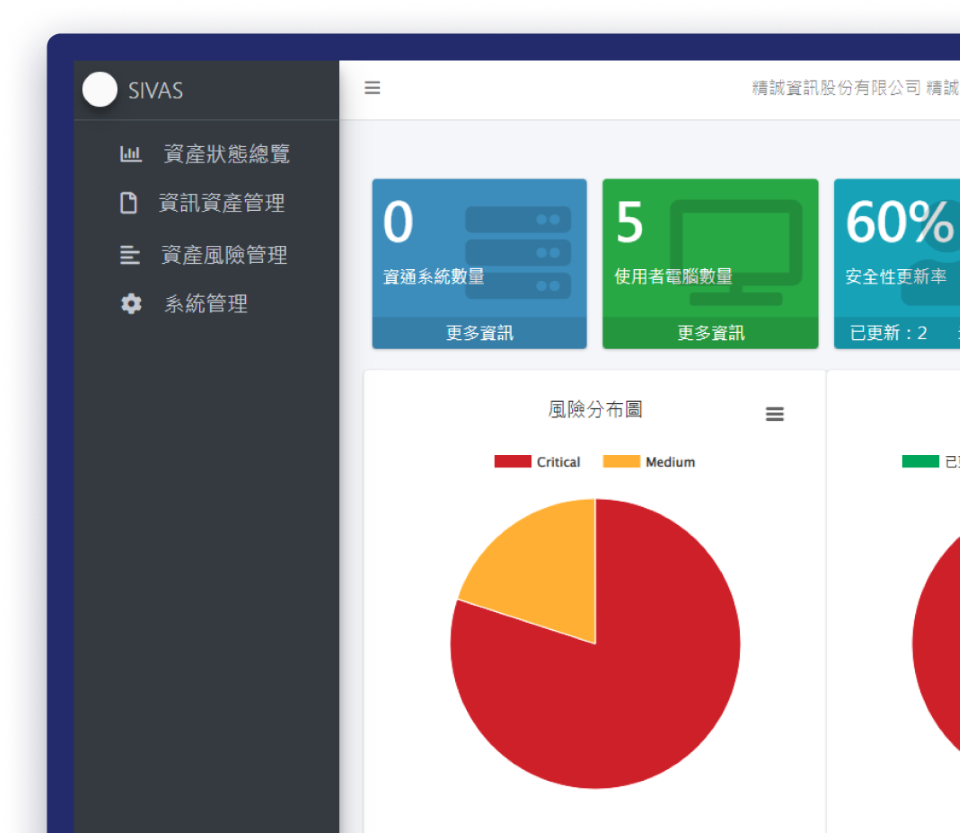 SIVAS
精誠資訊股份有限公司 精誠
資產狀態總覽
資訊資產管理
資產風險管理
系統管理
0
資通系統數量
更多資訊
5
使用者電腦數量
更多資訊
60%
安全性更新率
已更新：2
風險分布圖
Critical
Medium